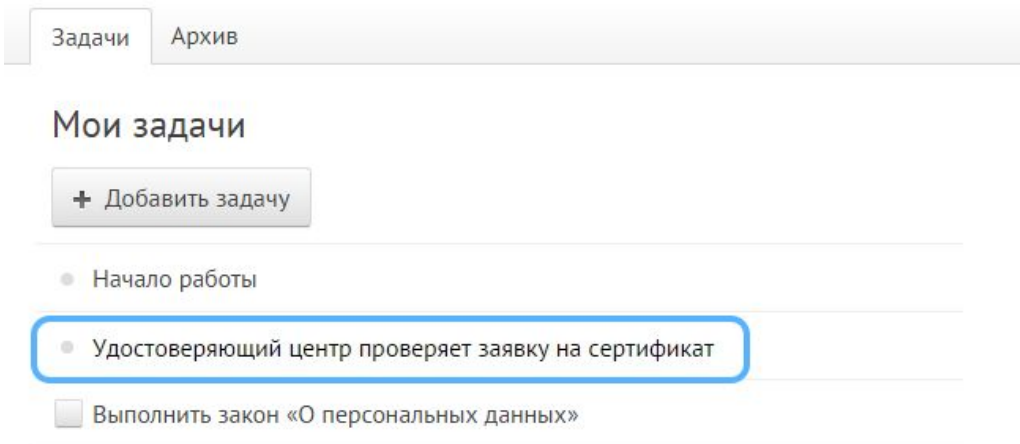 Задачи Архив
Мои задачи
+ Добавить задачу
Начало работы
Удостоверяющий центр проверяет заявку на сертификат
Выполнить закон «О персональных данных»